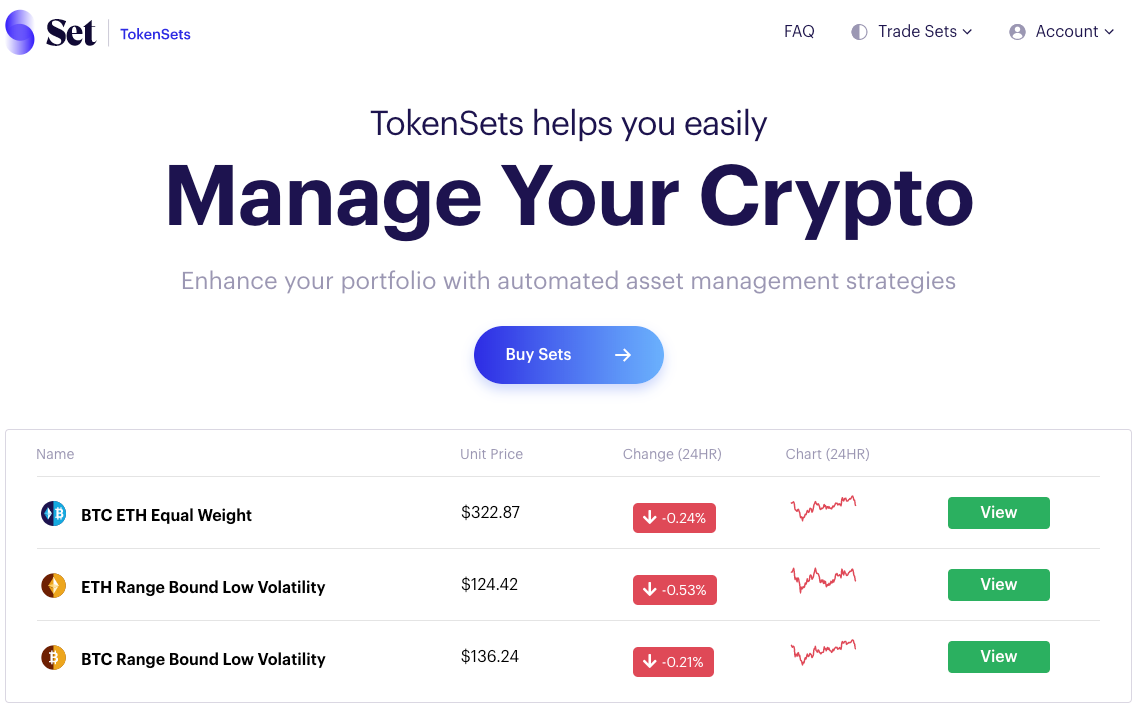 Set TokenSets FAQ Trade Sets Account
TokenSets helps you easily
Manage Your Crypto
Enhance your portfolio with automated asset management strategies
Buy Sets
Name Unit Price Change (24HR) Chart (24HR)
BTC ETH Equal Weight $322.87 -0.24% View
ETH Range Bound Low Volatility $124.42 -0.53% View
BTC Range Bound Low Volatility $136.24 -0.21% View